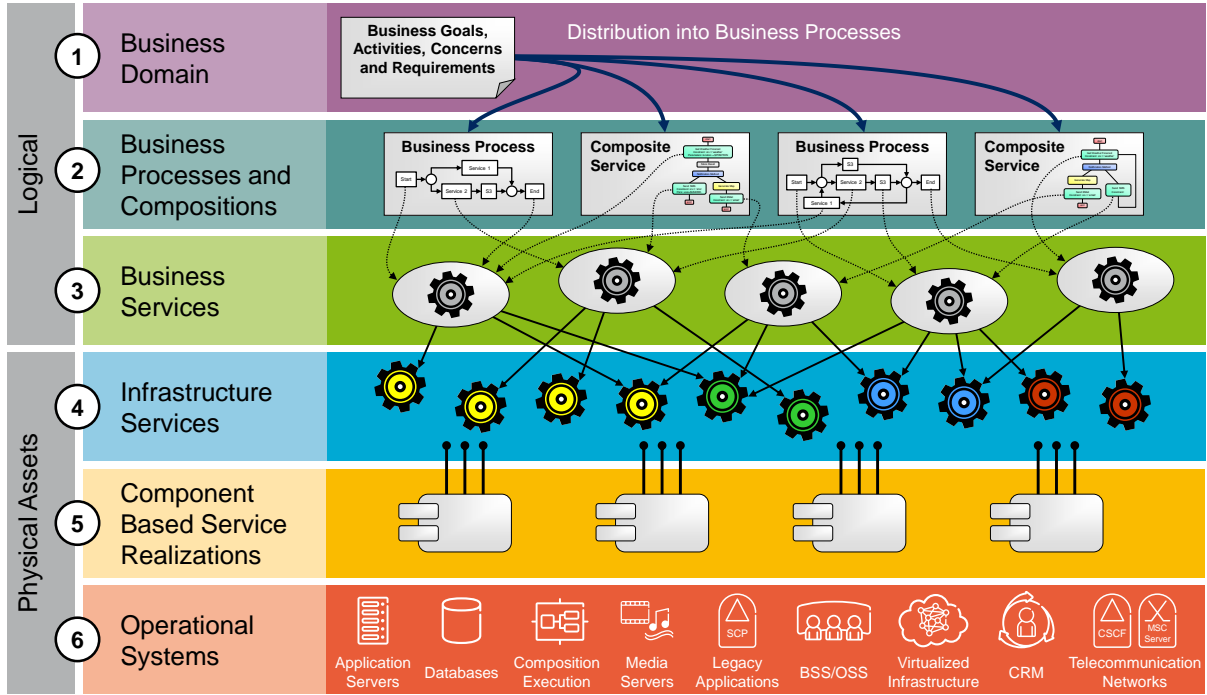 Logical
Physical Assets
1
Business
Domain
Business Goals,
Activities, Concerns
and Requirements
Distribution into Business Processes
2
Business
Processes and
Compositions
Business Process
Start
Service 1
Service 2
S3
End
Composite
Service
Business Process
S3
Start
Service 2
S3
End
Service 1
Composite
Service
3
Business
Services
4
Infrastructure
Services
5
Component
Based Service
Realizations
6
Operational
Systems
Application
Servers
Databases
Composition
Execution
Media
Servers
SCP
Legacy
Applications
BSS/OSS
Virtualized
Infrastructure
CRM
CSCF
MSC
Server
Telecommunication
Networks